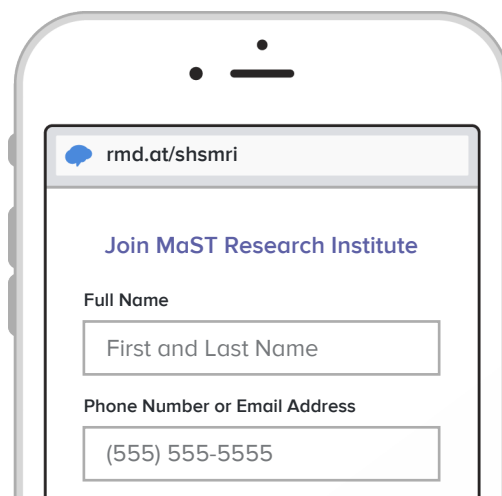 rmd.at/shsmri
Join MaST Research Institute
Full Name
First and Last Name
Phone Number or Email Address
(555) 555-5555